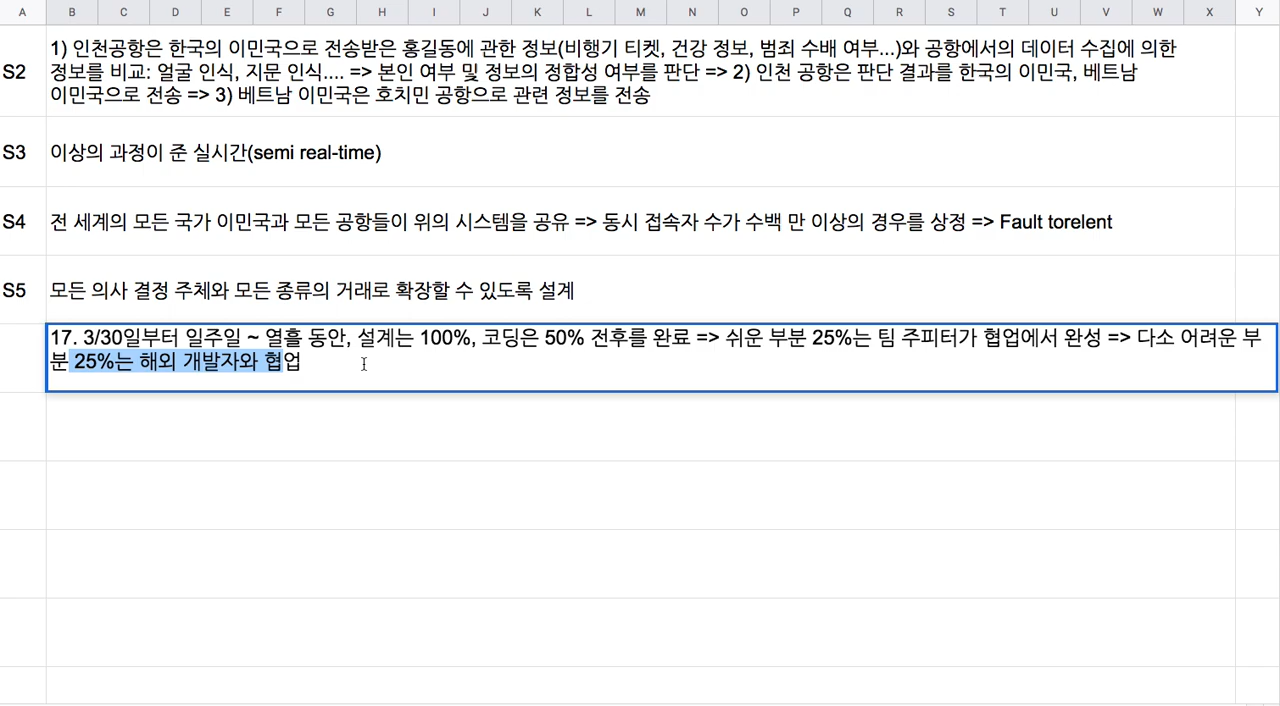 A B C D E F G H I J K L M N O P Q R S T U V W X Y
S2
1) 인천공항은 한국의 이민국으로 전송받은 홍길동에 관한 정보(비행기 티켓, 건강 정보, 범죄 수배 여부...)와 공항에서의 데이터 수집에 의한
정보를 비교: 얼굴 인식, 지문 인식.... => 본인 여부 및 정보의 정합성 여부를 판단 => 2) 인천 공항은 판단 결과를 한국의 이민국, 베트남
이민국으로 전송 => 3) 베트남 이민국은 호치민 공항으로 관련 정보를 전송
S3 이상의 과정이 준 실시간(semi real-time)
S4 전 세계의 모든 국가 이민국과 모든 공항들이 위의 시스템을 공유 => 동시 접속자 수가 수백 만 이상의 경우를 상정 => Fault torelent
S5 모든 의사 결정 주체와 모든 종류의 거래로 확장할 수 있도록 설계
17. 3/30일부터 일주일 ~ 열흘 동안, 설계는 100%, 코딩은 50% 전후를 완료 => 쉬운 부분 25%는 팀 주피터가 협업에서 완성 => 다소 어려운 부
분 25%는 해외 개발자와 협업